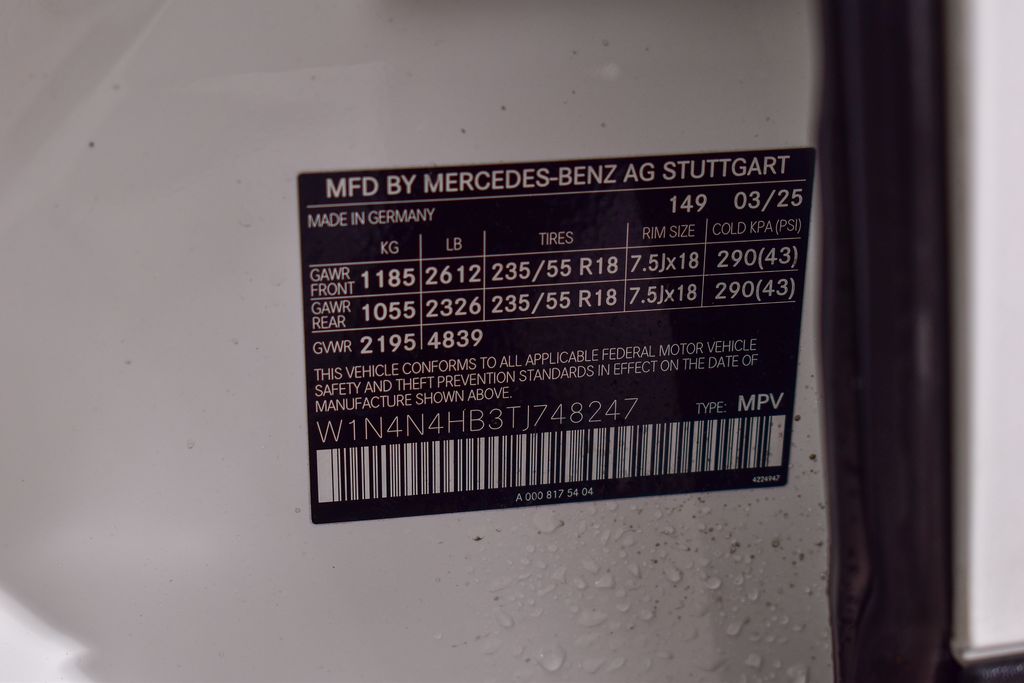 MFD BY MERCEDES-BENZ AG STUTTGART
MADE IN GERMANY 149 03/25
KG LB TIRES RIM SIZE COLD KPA (PSI)
GAWR FRONT 1185 2612 235/55 R18 7.5Jx18 290(43)
GAWR REAR 1055 2326 235/55 R18 7.5Jx18 290(43)
GVWR 2195 4839
THIS VEHICLE CONFORMS TO ALL APPLICABLE FEDERAL MOTOR VEHICLE
SAFETY AND THEFT PREVENTION STANDARDS IN EFFECT ON THE DATE OF
MANUFACTURE SHOWN ABOVE.
W1N4N4HB3TJ748247 TYPE: MPV
A 000 817 54 04 4224947